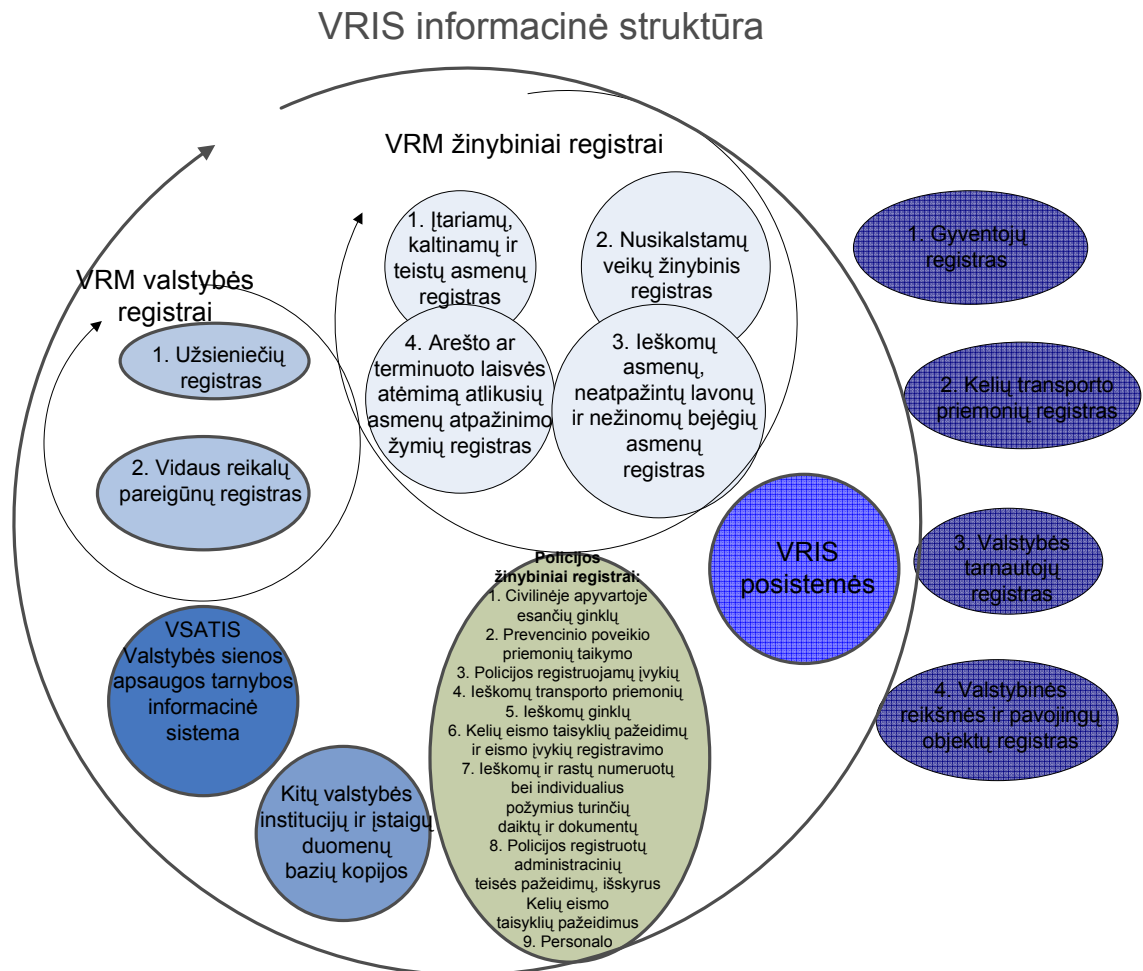 VRIS informacinė struktūra
VRM žinybiniai registrai
1. Įtariamų,
kaltinamų ir
teistų asmenų
registras
2. Nusikalstamų
veikų žinybinis
registras
4. Arešto ar
terminuoto laisvės
atėmimą atlikusių
asmenų atpažinimo
žymių registras
3. Ieškomų
asmenų,
neatpažintų lavonų
ir nežinomų bejėgių
asmenų
registras
VRM valstybės
registrai
1. Užsieniečių
registras
2. Vidaus reikalų
pareigūnų registras
VSATIS
Valstybės sienos
apsaugos tarnybos
informacinė
sistema
Kitų valstybės
institucijų ir įstaigų
duomenų
bazių kopijos
Policijos
žinybiniai registrai:
1. Civilinėje apyvartoje
esančių ginklų
2. Prevencinio poveikio
priemonių taikymo
3. Policijos registruojamų įvykių
4. Ieškomų transporto priemonių
5. Ieškomų ginklų
6. Kelių eismo taisyklių pažeidimų
ir eismo įvykių registravimo
7. Ieškomų ir rastų numeruotų
bei individualius
požymius turinčių
daiktų ir dokumentų
8. Policijos registruotų
administracinių
teisės pažeidimų, išskyrus
Kelių eismo
taisyklių pažeidimus
9. Personalo
VRIS
posistemės
1. Gyventojų
registras
2. Kelių transporto
priemonių registras
3. Valstybės
tarnautojų
registras
4. Valstybinės
reikšmės ir pavojingų
objektų registras